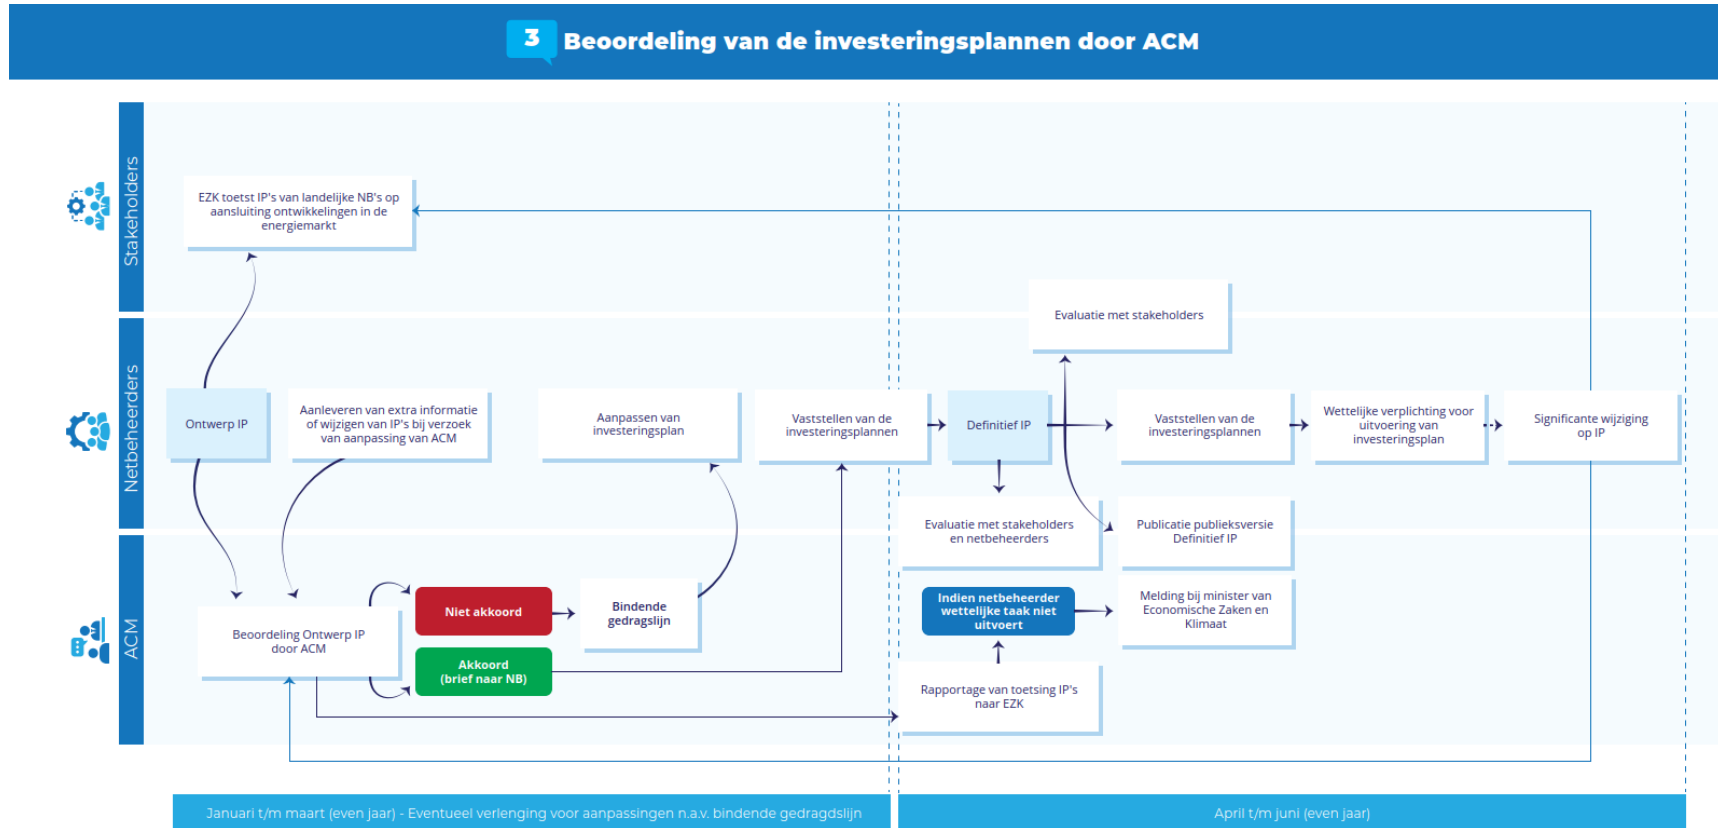 3
Beoordeling van de investeringsplannen door ACM
Stakeholders
EZK toetst IP's van landelijke NB's op
aansluiting ontwikkelingen in de
energiemarkt
Evaluatie met stakeholders
Netbeheerders
Ontwerp IP
Aanleveren van extra informatie
of wijzigen van IP's bij verzoek
van aanpassing van ACM
Aanpassen van
investeringsplan
Vaststellen van de
investeringsplannen
Definitief IP
Vaststellen van de
investeringsplannen
Wettelijke verplichting voor
uitvoering van
investeringsplan
Significante wijziging
op IP
Evaluatie met stakeholders
en netbeheerders
Publicatie publieksversie
Definitief IP
ACM
Beoordeling Ontwerp IP
door ACM
Niet akkoord
Akkoord
(brief naar NB)
Bindende
gedragslijn
Indien netbeheerder
wettelijke taak niet
uitvoert
Melding bij minister van
Economische Zaken en
Klimaat
Rapportage van toetsing IP's
naar EZK
Januari t/m maart (even jaar) - Eventueel verlenging voor aanpassingen n.a.v. bindende gedragdslijn
April t/m juni (even jaar)